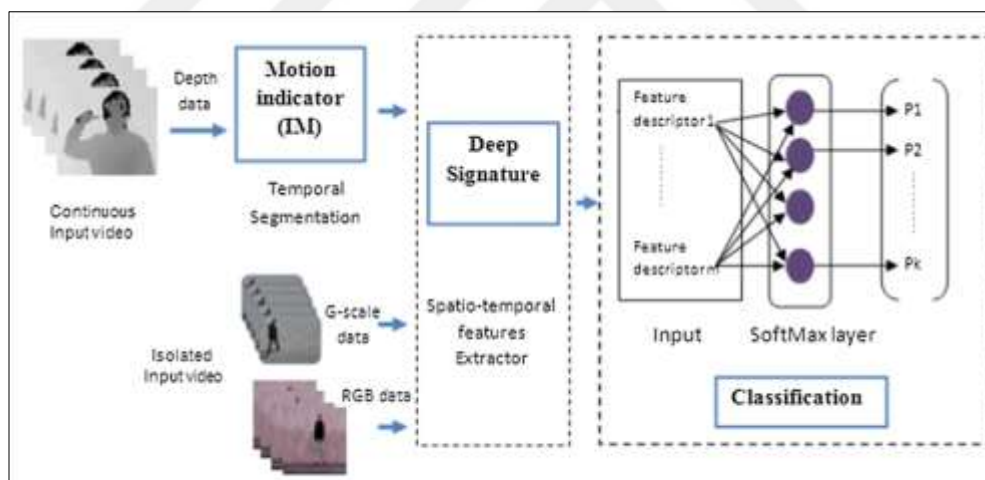 Depth
data
Motion
indicator
(IM)
Continuous
Input video
Temporal
Segmentation
G-scale
data
Isolated
Input video
RGB data
Deep
Signature
Spatio-temporal
features
Extractor
Feature
descriptor1
Feature
descriptorm
Input
SoftMax layer
P1
P2
Pk
Classification